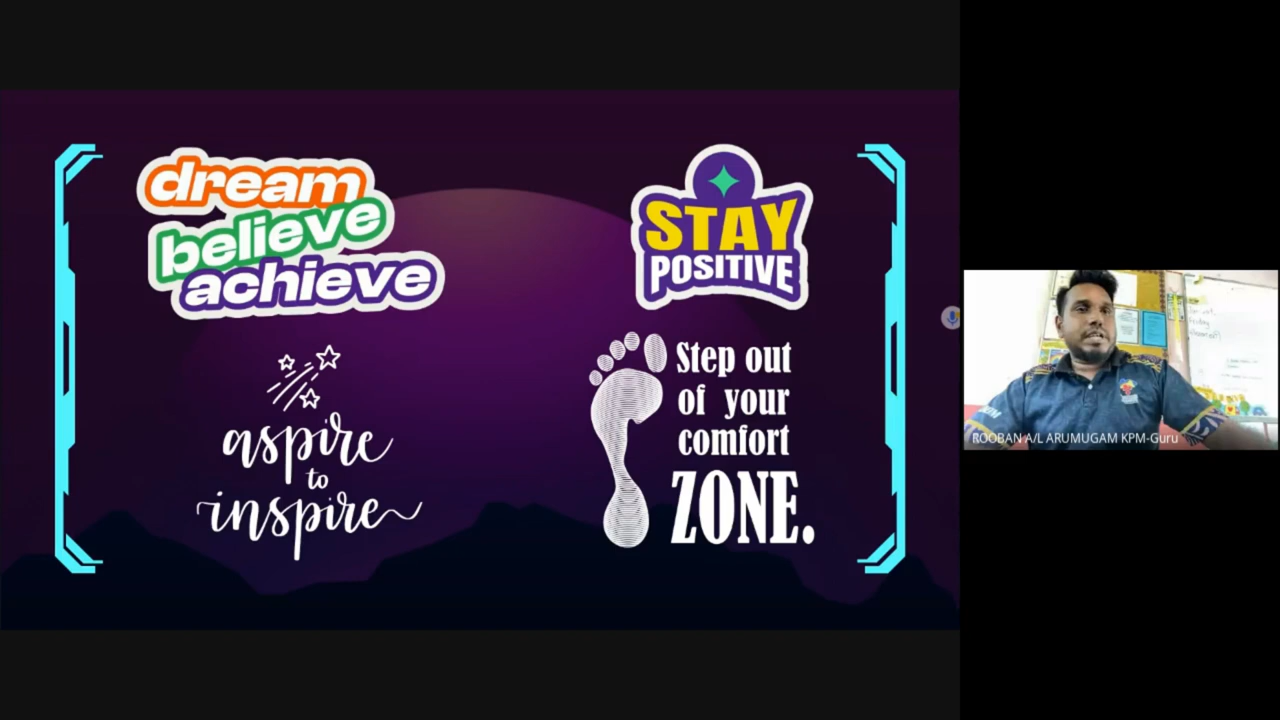 dream
believe
achieve
STAY
POSITIVE
aspire
to
inspire
Step out
of your
comfort
ZONE.
ROOBAN A/L ARUMUGAM KPM-Guru